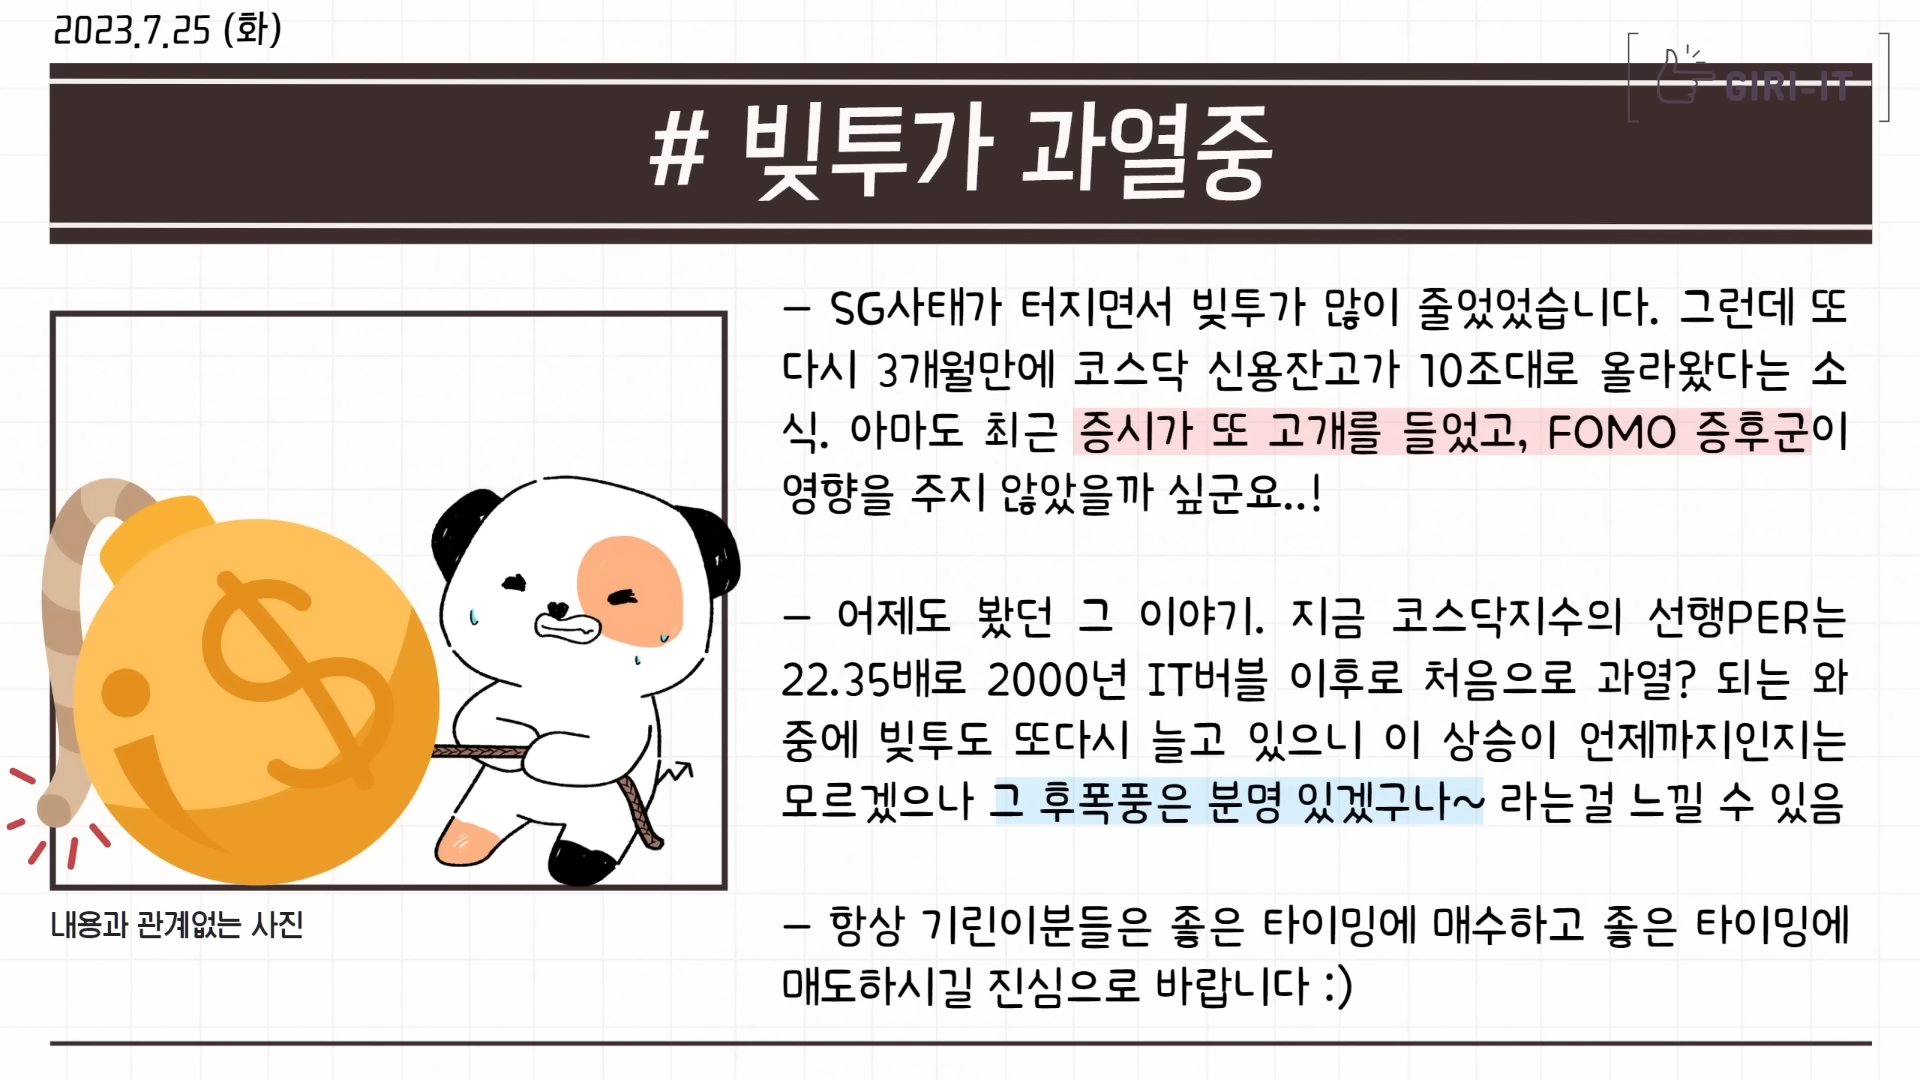 2023.7.25 (화)
GIRI-IT
# 빚투가 과열중
– SG사태가 터지면서 빚투가 많이 줄었었습니다. 그런데 또
다시 3개월만에 코스닥 신용잔고가 10조대로 올라왔다는 소
식. 아마도 최근 증시가 또 고개를 들었고, FOMO 증후군이
영향을 주지 않았을까 싶군요..!
– 어제도 봤던 그 이야기. 지금 코스닥지수의 선행PER는
22.35배로 2000년 IT버블 이후로 처음으로 과열? 되는 와
중에 빚투도 또다시 늘고 있으니 이 상승이 언제까지인지는
모르겠으나 그 후폭풍은 분명 있겠구나~ 라는걸 느낄 수 있음
– 항상 기린이분들은 좋은 타이밍에 매수하고 좋은 타이밍에
매도하시길 진심으로 바랍니다 :)
내용과 관계없는 사진